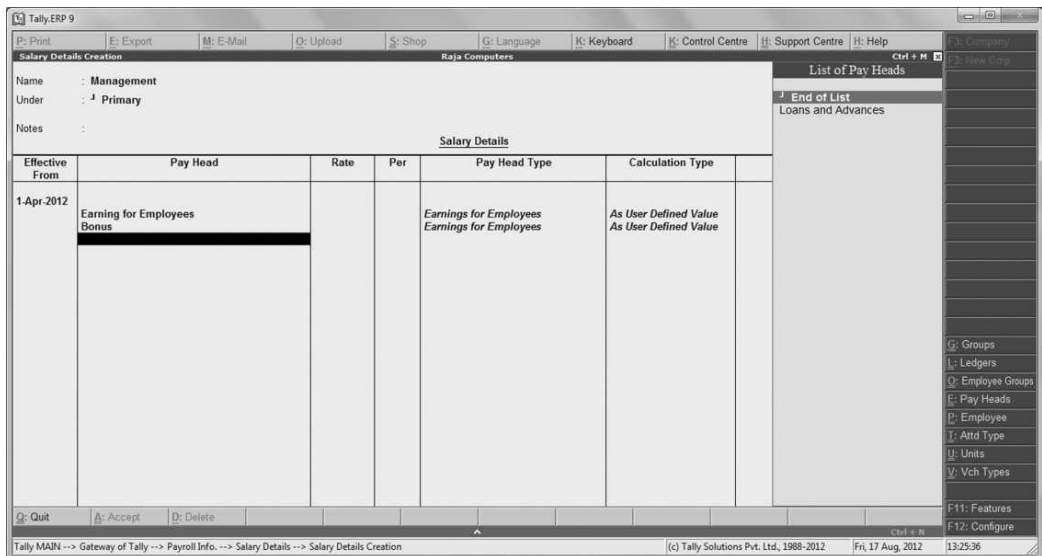 Tally.ERP 9
P: Print E: Export M: E-Mail O: Upload S: Shop G: Language K: Keyboard K: Control Centre H: Support Centre H: Help F3: Company
Salary Details Creation Raja Computers Ctrl + M F3: New Cmp
Name : Management
Under : Primary
Notes :
List of Pay Heads
End of List
Loans and Advances
Salary Details
Effective From Pay Head Rate Per Pay Head Type Calculation Type
1-Apr-2012
Earning for Employees Earnings for Employees As User Defined Value
Bonus Earnings for Employees As User Defined Value
G: Groups
L: Ledgers
O: Employee Groups
E: Pay Heads
P: Employee
T: Attd Type
U: Units
V: Vch Types
F11: Features
F12: Configure
Q: Quit A: Accept D: Delete
Ctrl + N
Tally MAIN --> Gateway of Tally --> Payroll Info. --> Salary Details --> Salary Details Creation (c) Tally Solutions Pvt. Ltd., 1988-2012 Fri, 17 Aug, 2012 13:25:36